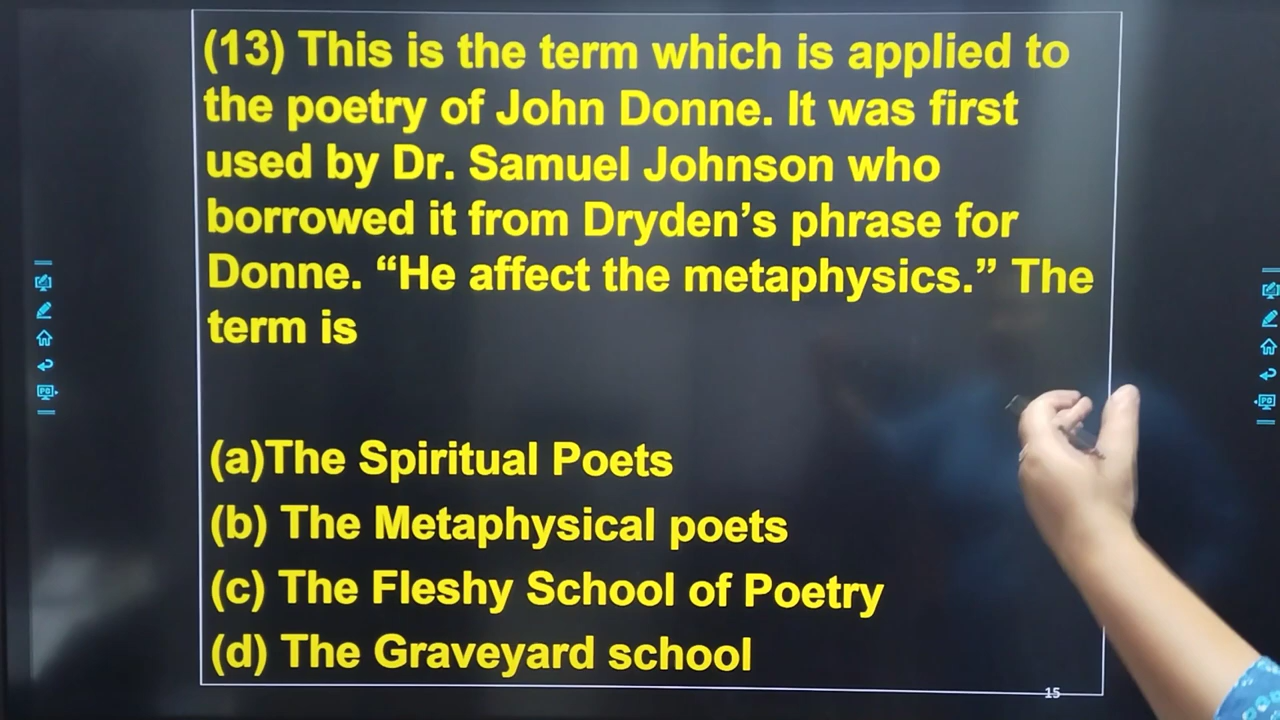 (13) This is the term which is applied to
the poetry of John Donne. It was first
used by Dr. Samuel Johnson who
borrowed it from Dryden’s phrase for
Donne. “He affect the metaphysics.” The
term is
(a)The Spiritual Poets
(b) The Metaphysical poets
(c) The Fleshy School of Poetry
(d) The Graveyard school
15